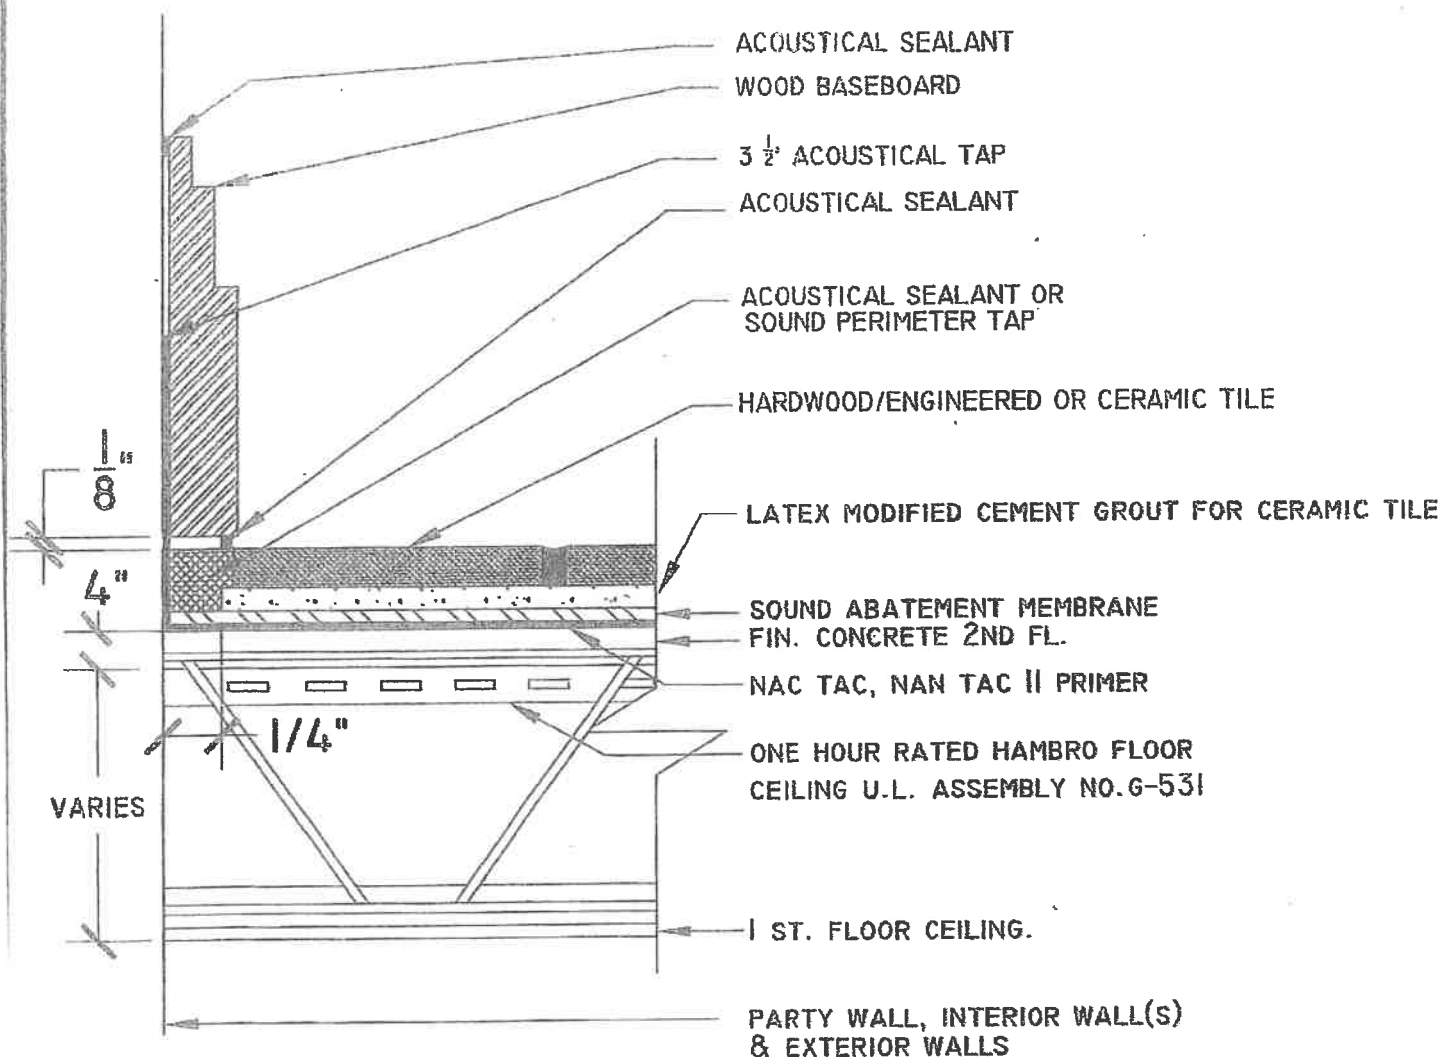 ACOUSTICAL SEALANT
WOOD BASEBOARD
3 1/2" ACOUSTICAL TAP
ACOUSTICAL SEALANT
ACOUSTICAL SEALANT OR
SOUND PERIMETER TAP
HARDWOOD/ENGINEERED OR CERAMIC TILE
1/8"
LATEX MODIFIED CEMENT GROUT FOR CERAMIC TILE
4"
SOUND ABATEMENT MEMBRANE
FIN. CONCRETE 2ND FL.
NAC TAC, NAN TAC II PRIMER
1/4"
ONE HOUR RATED HAMBRO FLOOR
CEILING U.L. ASSEMBLY NO.G-531
VARIES
1 ST. FLOOR CEILING.
PARTY WALL, INTERIOR WALL(S)
& EXTERIOR WALLS